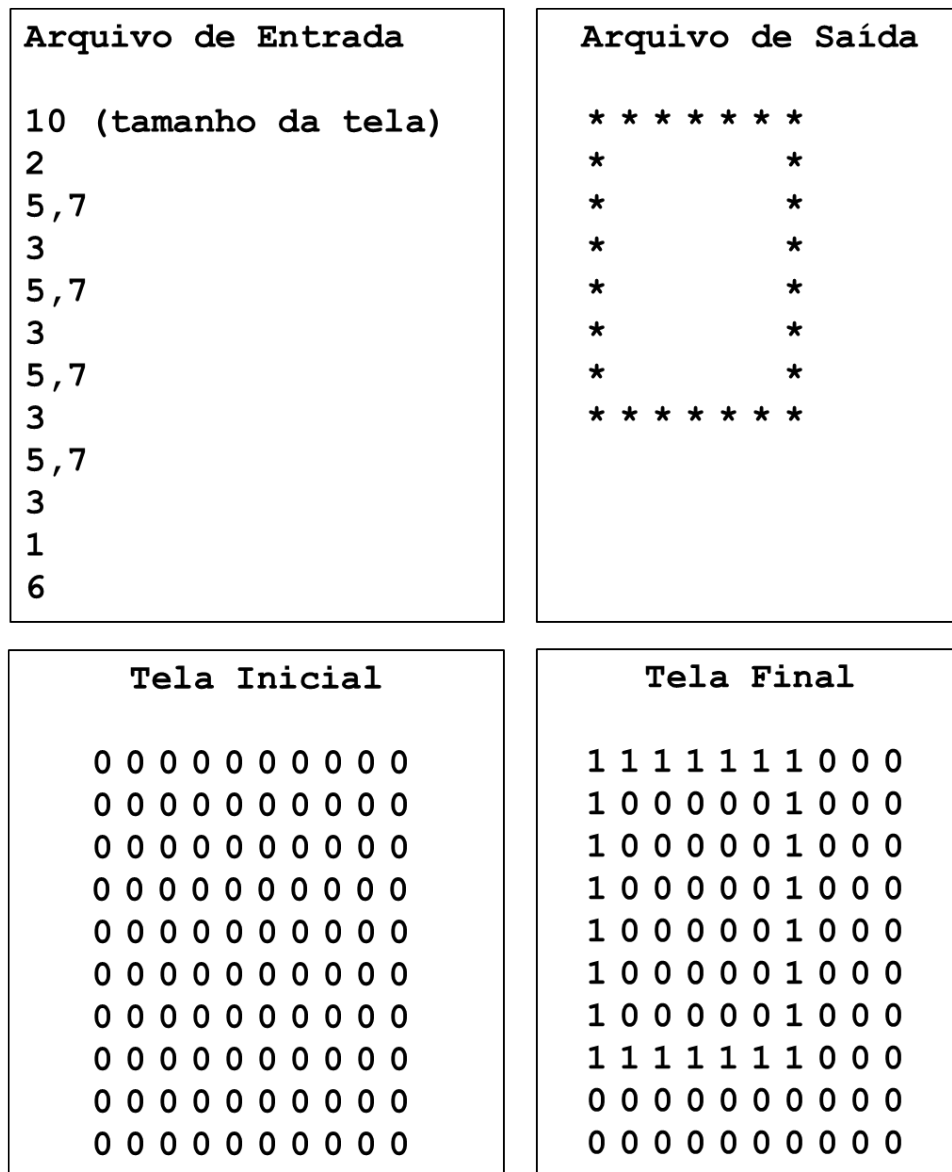 Arquivo de Entrada
10 (tamanho da tela)
2
5,7
3
5,7
3
5,7
3
5,7
3
1
6
Arquivo de Saída
* * * * * * *
* *
* *
* *
* *
* *
* *
* * * * * * *
Tela Inicial
0 0 0 0 0 0 0 0 0 0
0 0 0 0 0 0 0 0 0 0
0 0 0 0 0 0 0 0 0 0
0 0 0 0 0 0 0 0 0 0
0 0 0 0 0 0 0 0 0 0
0 0 0 0 0 0 0 0 0 0
0 0 0 0 0 0 0 0 0 0
0 0 0 0 0 0 0 0 0 0
0 0 0 0 0 0 0 0 0 0
0 0 0 0 0 0 0 0 0 0
Tela Final
1 1 1 1 1 1 1 0 0 0
1 0 0 0 0 0 1 0 0 0
1 0 0 0 0 0 1 0 0 0
1 0 0 0 0 0 1 0 0 0
1 0 0 0 0 0 1 0 0 0
1 0 0 0 0 0 1 0 0 0
1 0 0 0 0 0 1 0 0 0
1 1 1 1 1 1 1 0 0 0
0 0 0 0 0 0 0 0 0 0
0 0 0 0 0 0 0 0 0 0